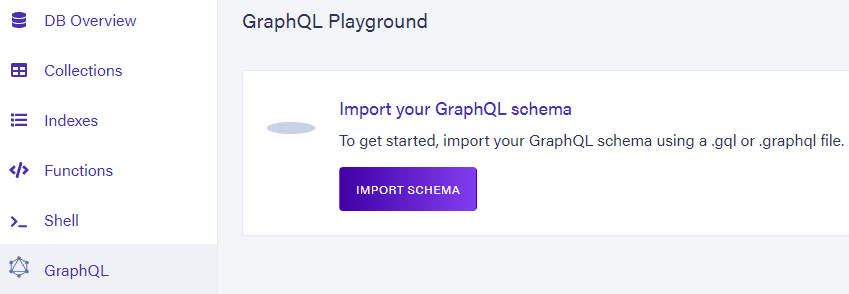 DB Overview
Collections
Indexes
Functions
Shell
GraphQL
GraphQL Playground
Import your GraphQL schema
To get started, import your GraphQL schema using a .gql or .graphql file.
IMPORT SCHEMA